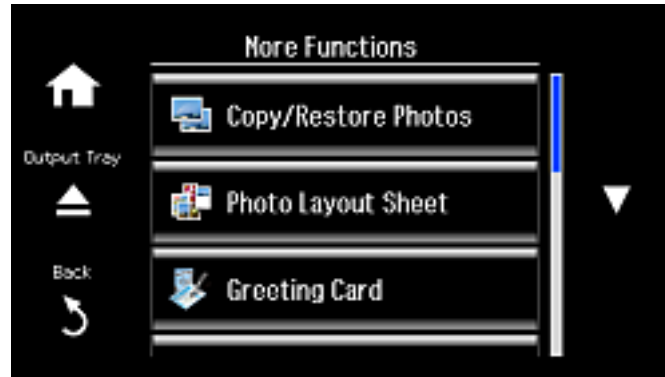 More Functions
Copy/Restore Photos
Output Tray
Photo Layout Sheet
Back
Greeting Card